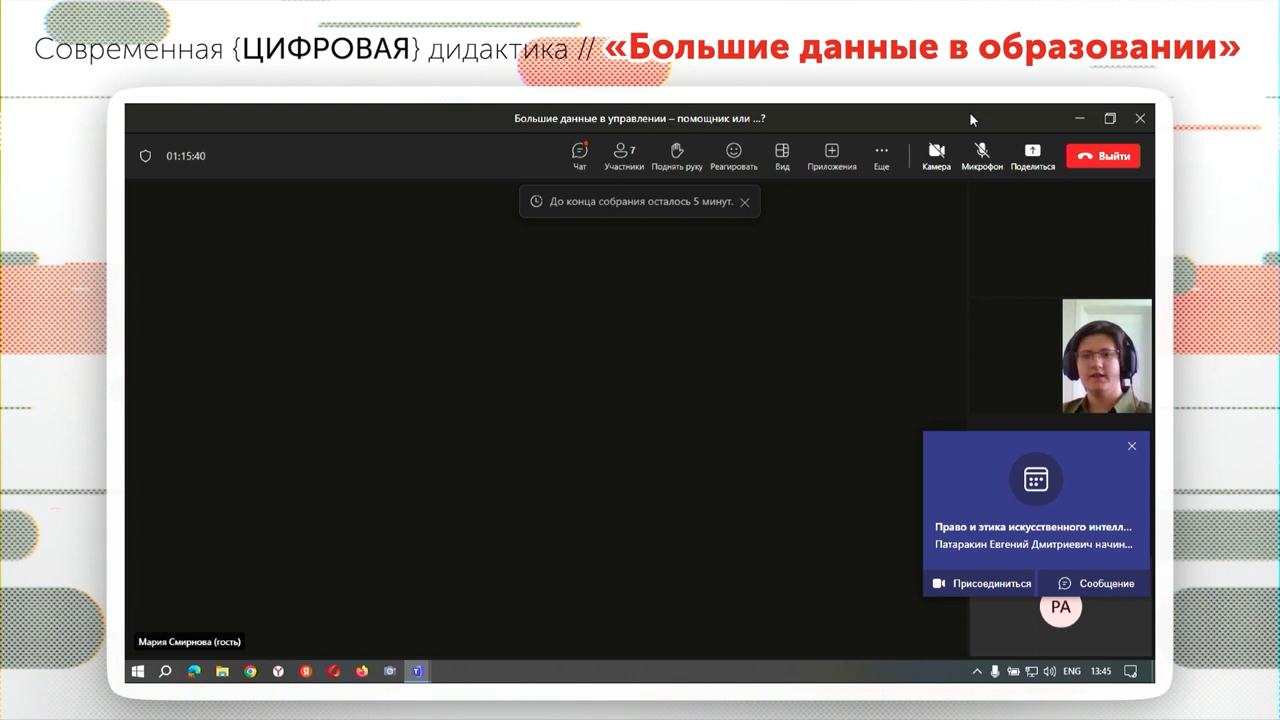 Современная {ЦИФРОВАЯ} дидактика // «Большие данные в образовании»
Большие данные в управлении – помощник или ...?
01:15:40
Чат
Участники 7
Поднять руку
Реагировать
Вид
Приложения
Еще
Камера
Микрофон
Поделиться
Выйти
До конца собрания осталось 5 минут.
Право и этика искусственного интелл...
Патаракин Евгений Дмитриевич начин...
Присоединиться
Сообщение
РА
Мария Смирнова (гость)
ENG
13:45